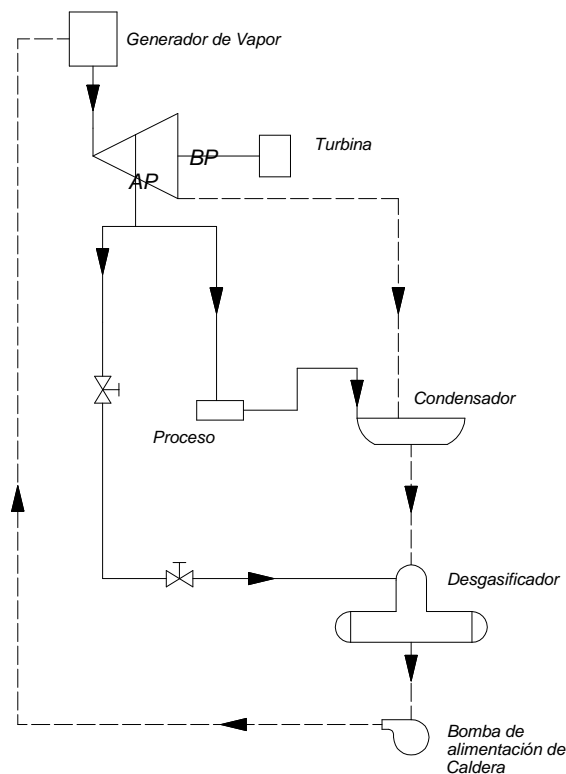 Generador de Vapor
Turbina
BP
AP
Condensador
Proceso
Desgasificador
Bomba de
alimentación de
Caldera